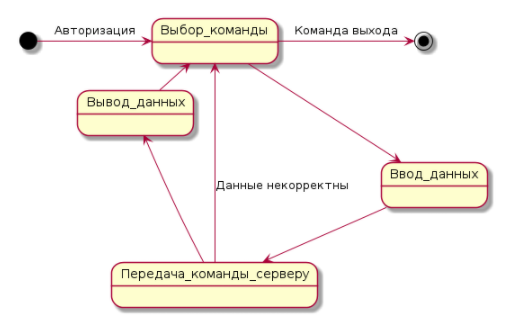 Авторизация
Выбор_команды
Команда выхода
Вывод_данных
Ввод_данных
Данные некорректны
Передача_команды_серверу